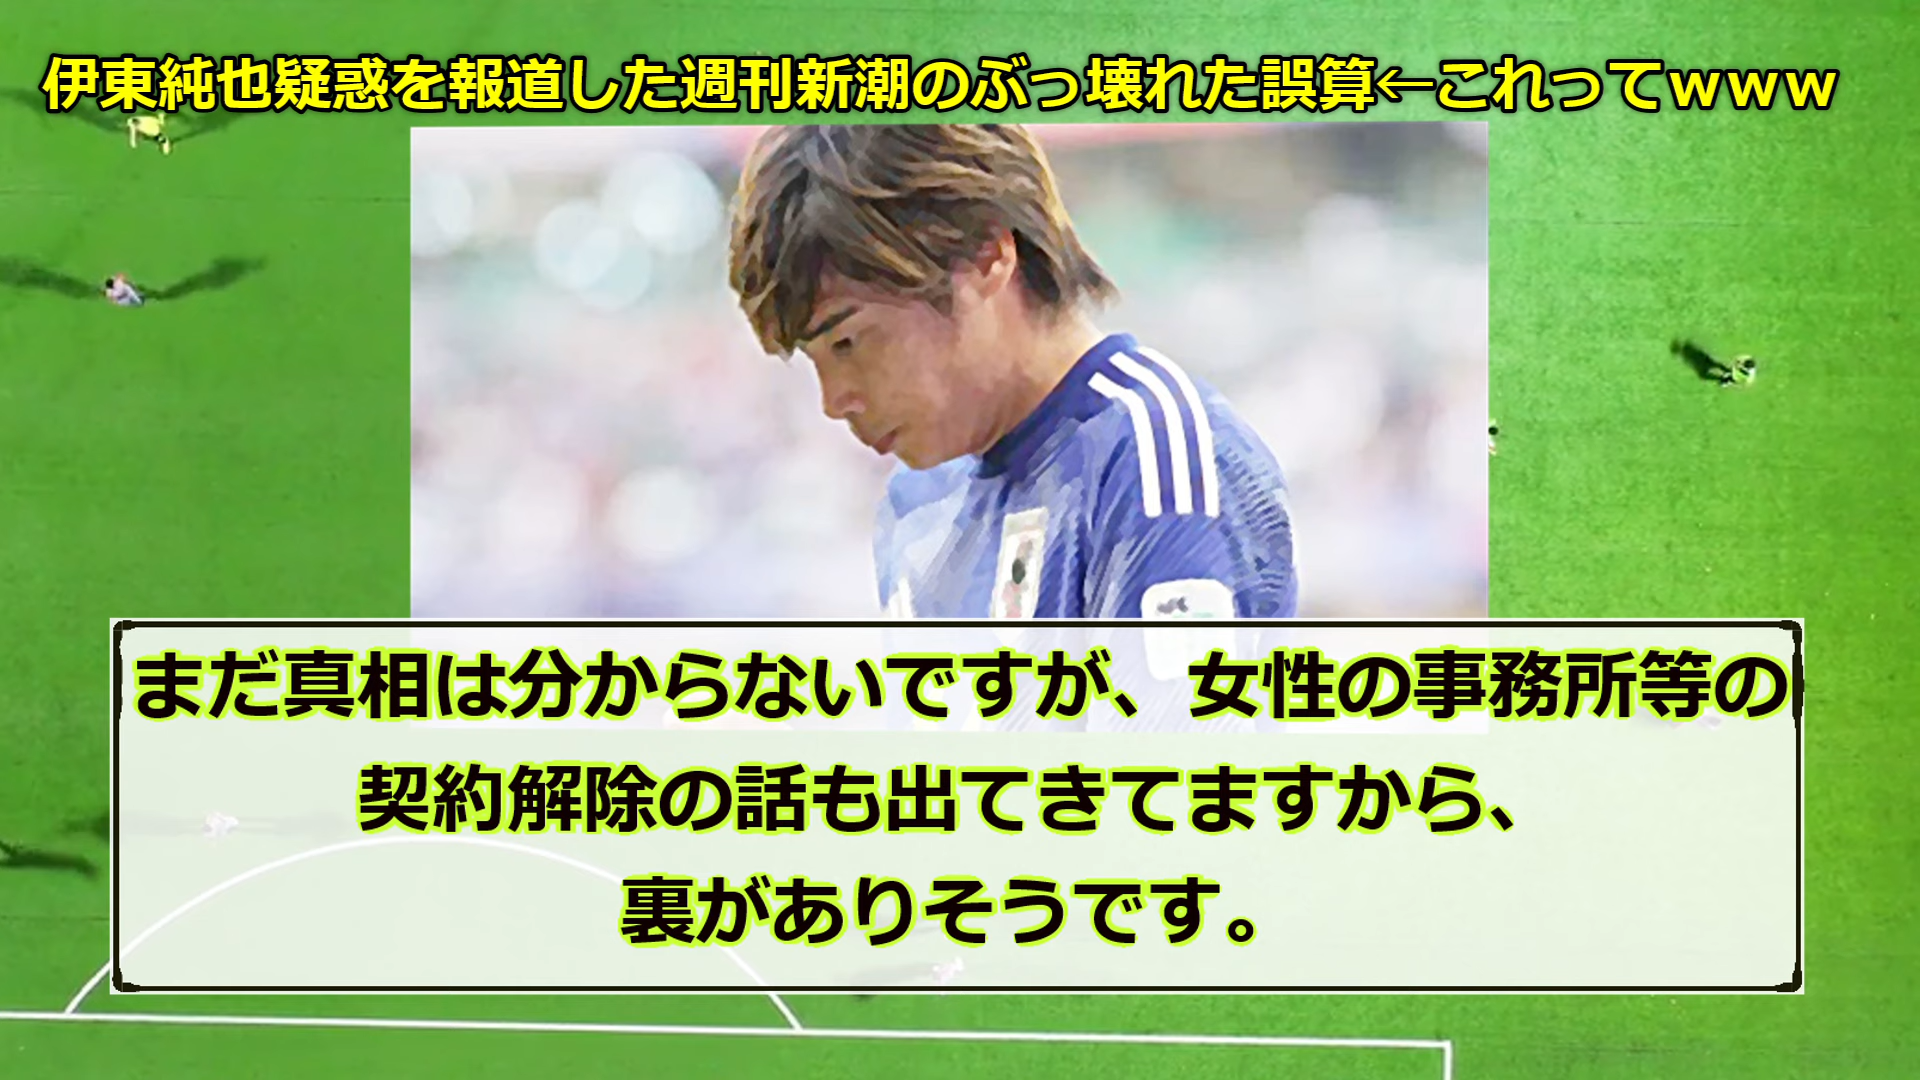 伊東純也疑惑を報道した週刊新潮のぶっ壊れた誤算←これってｗｗｗ
まだ真相は分からないですが、女性の事務所等の
契約解除の話も出てきてますから、
裏がありそうです。